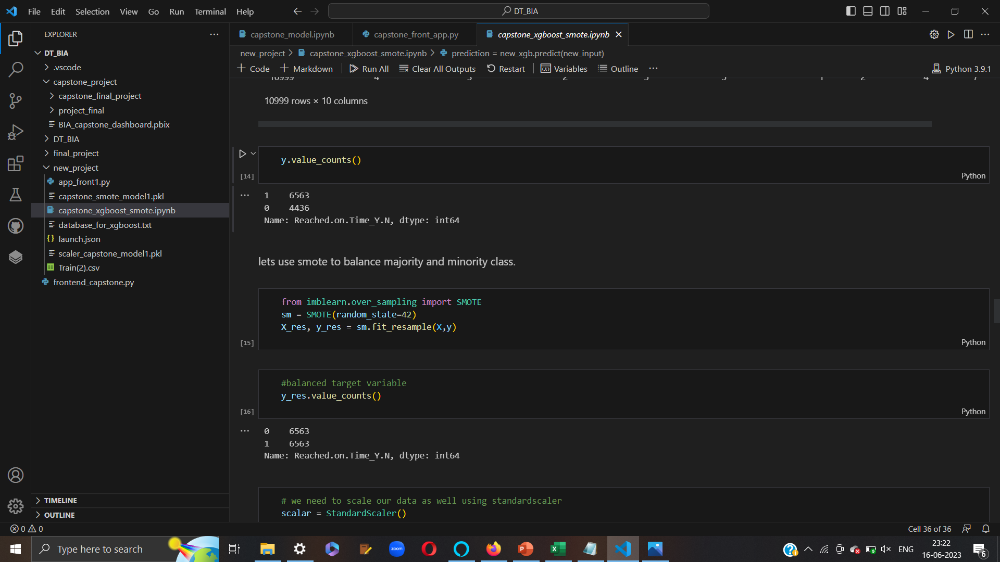 File Edit Selection View Go Run Terminal Help
DT_BIA
EXPLORER
DT_BIA
.vscode
capstone_project
capstone_final_project
project_final
BIA_capstone_dashboard.pbix
DT_BIA
final_project
new_project
app_front1.py
capstone_smote_model1.pkl
capstone_xgboost_smote.ipynb
database_for_xgboost.txt
launch.json
scaler_capstone_model1.pkl
Train(2).csv
frontend_capstone.py
TIMELINE
OUTLINE
capstone_model.ipynb capstone_front_app.py capstone_xgboost_smote.ipynb
new_project > capstone_xgboost_smote.ipynb > prediction = new_xgb.predict(new_input)
+ Code + Markdown Run All Clear All Outputs Restart Variables Outline ... Python 3.9.1
10999 rows × 10 columns
y.value_counts()
[14] Python
1 6563
0 4436
Name: Reached.on.Time_Y.N, dtype: int64
lets use smote to balance majority and minority class.
from imblearn.over_sampling import SMOTE
sm = SMOTE(random_state=42)
X_res, y_res = sm.fit_resample(X,y)
[15] Python
#balanced target variable
y_res.value_counts()
[16] Python
0 6563
1 6563
Name: Reached.on.Time_Y.N, dtype: int64
# we need to scale our data as well using standardscaler
scalar = StandardScaler()
0 0 Cell 36 of 36
Type here to search
zoom
ENG
23:22
16-06-2023
6